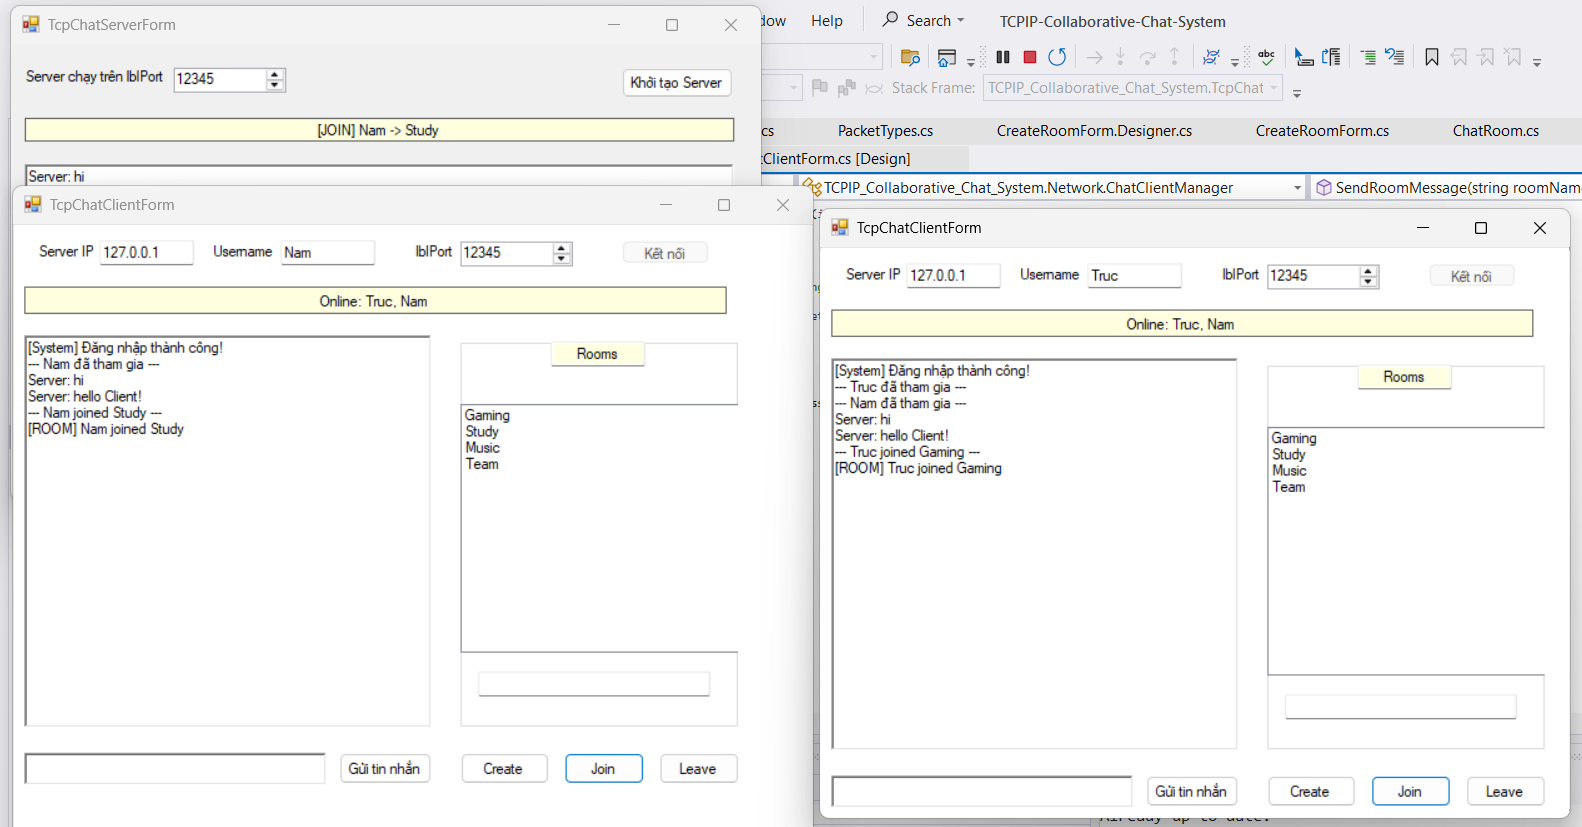 TcpChatServerForm
Server chạy trên lblPort 12345 Khởi tạo Server
[JOIN] Nam -> Study
Server: hi
dow Help Search TCPIP-Collaborative-Chat-System
abc
Stack Frame: TCPIP_Collaborative_Chat_System.TcpChat
cs PacketTypes.cs CreateRoomForm.Designer.cs CreateRoomForm.cs ChatRoom.cs
ClientForm.cs [Design]
TCPIP_Collaborative_Chat_System.Network.ChatClientManager SendRoomMessage(string roomName
TcpChatClientForm
Server IP 127.0.0.1 Username Nam lblPort 12345 Kết nối
Online: Truc, Nam
[System] Đăng nhập thành công!
--- Nam đã tham gia ---
Server: hi
Server: hello Client!
--- Nam joined Study ---
[ROOM] Nam joined Study
Rooms
Gaming
Study
Music
Team
Gửi tin nhắn Create Join Leave
TcpChatClientForm
Server IP 127.0.0.1 Username Truc lblPort 12345 Kết nối
Online: Truc, Nam
[System] Đăng nhập thành công!
--- Truc đã tham gia ---
--- Nam đã tham gia ---
Server: hi
Server: hello Client!
--- Truc joined Gaming ---
[ROOM] Truc joined Gaming
Rooms
Gaming
Study
Music
Team
Gửi tin nhắn Create Join Leave